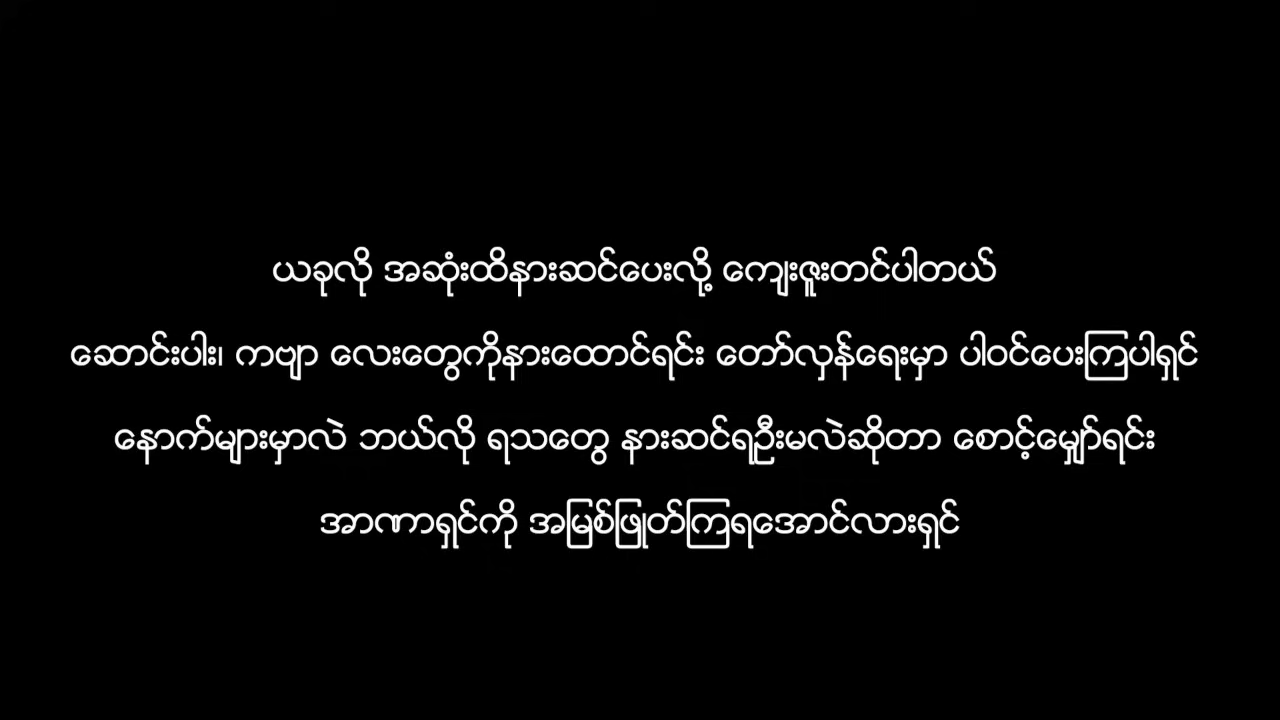 ယခုလို အဆုံးထိနားဆင်ပေးလို့ ကျေးဇူးတင်ပါတယ်
ဆောင်းပါး၊ ကဗျာ လေးတွေကိုနားထောင်ရင်း တော်လှန်ရေးမှာ ပါဝင်ပေးကြပါရှင်
နောက်များမှာလဲ ဘယ်လို ရသတွေ နားဆင်ရဦးမလဲဆိုတာ စောင့်မျှော်ရင်း
အာဏာရှင်ကို အမြစ်ဖြုတ်ကြရအောင်လားရှင်